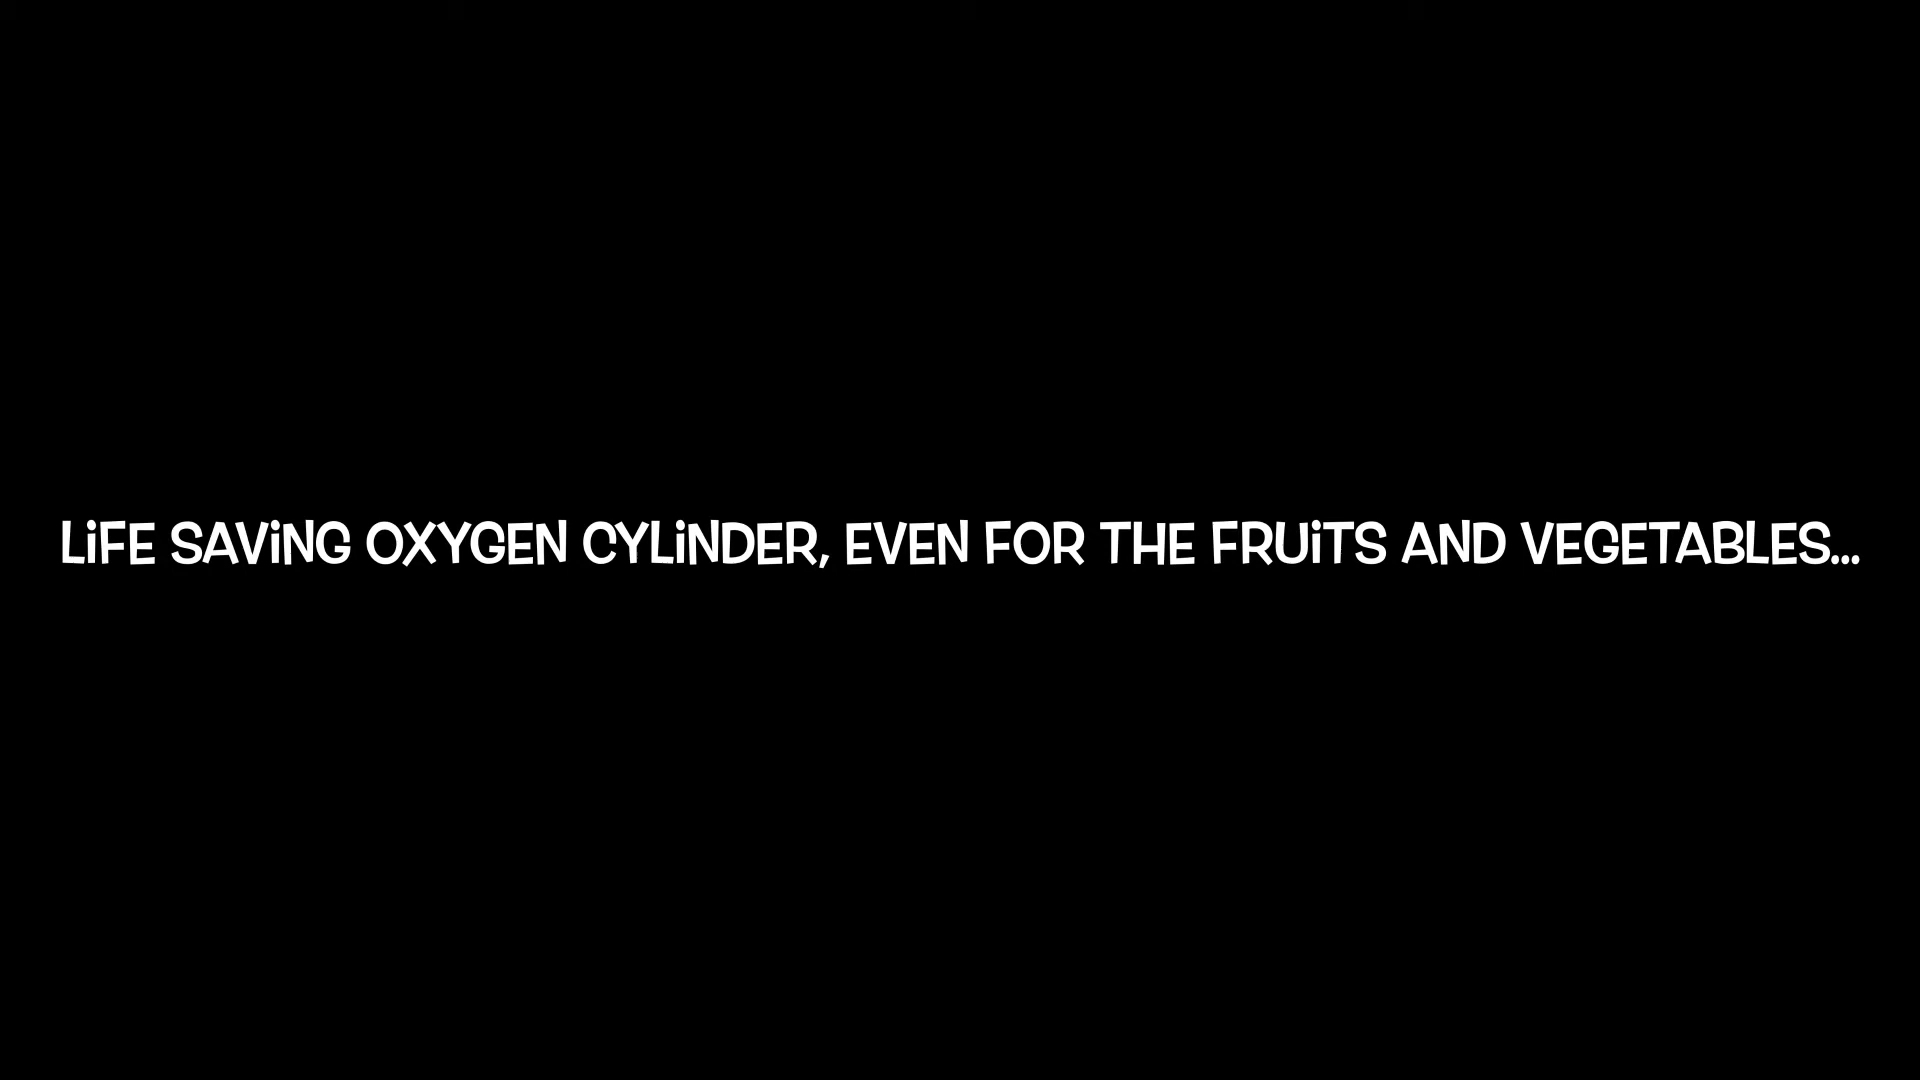 LiFE SAViNG OXYGEN CYLiNDER, EVEN FOR THE FRUiTS AND VEGETABLES...